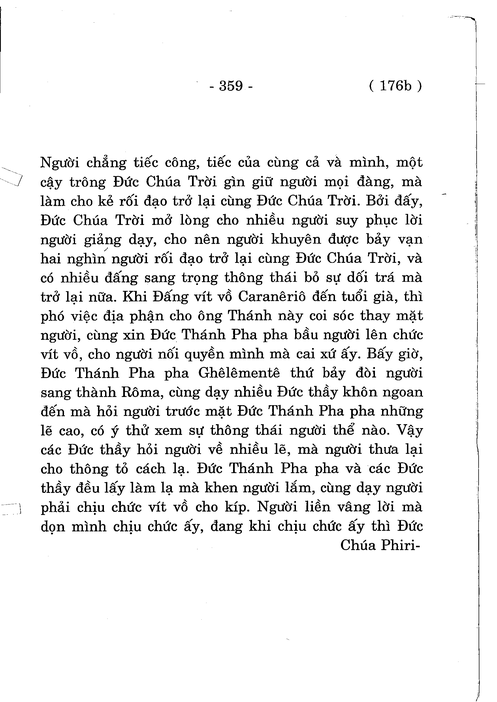 - 359 - ( 176b )
Người chẳng tiếc công, tiếc của cùng cả và mình, một
cậy trông Đức Chúa Trời gìn giữ người mọi đàng, mà
làm cho kẻ rối đạo trở lại cùng Đức Chúa Trời. Bởi đấy,
Đức Chúa Trời mở lòng cho nhiều người suy phục lời
người giảng dạy, cho nên người khuyên được bảy vạn
hai nghìn người rối đạo trở lại cùng Đức Chúa Trời, và
có nhiều đấng sang trọng thông thái bỏ sự dối trá mà
trở lại nữa. Khi Đấng vít vồ Caranêriô đến tuổi già, thì
phó việc địa phận cho ông Thánh này coi sóc thay mặt
người, cùng xin Đức Thánh Pha pha bầu người lên chức
vít vồ, cho người nối quyền mình mà cai xứ ấy. Bấy giờ,
Đức Thánh Pha pha Ghêlêmentê thứ bảy đòi người
sang thành Rôma, cùng dạy nhiều Đức thầy khôn ngoan
đến mà hỏi người trước mặt Đức Thánh Pha pha những
lẽ cao, có ý thử xem sự thông thái người thể nào. Vậy
các Đức thầy hỏi người về nhiều lẽ, mà người thưa lại
cho thông tỏ cách lạ. Đức Thánh Pha pha và các Đức
thầy đều lấy làm lạ mà khen người lắm, cùng dạy người
phải chịu chức vít vồ cho kíp. Người liền vâng lời mà
dọn mình chịu chức ấy, đang khi chịu chức ấy thì Đức
Chúa Phiri-